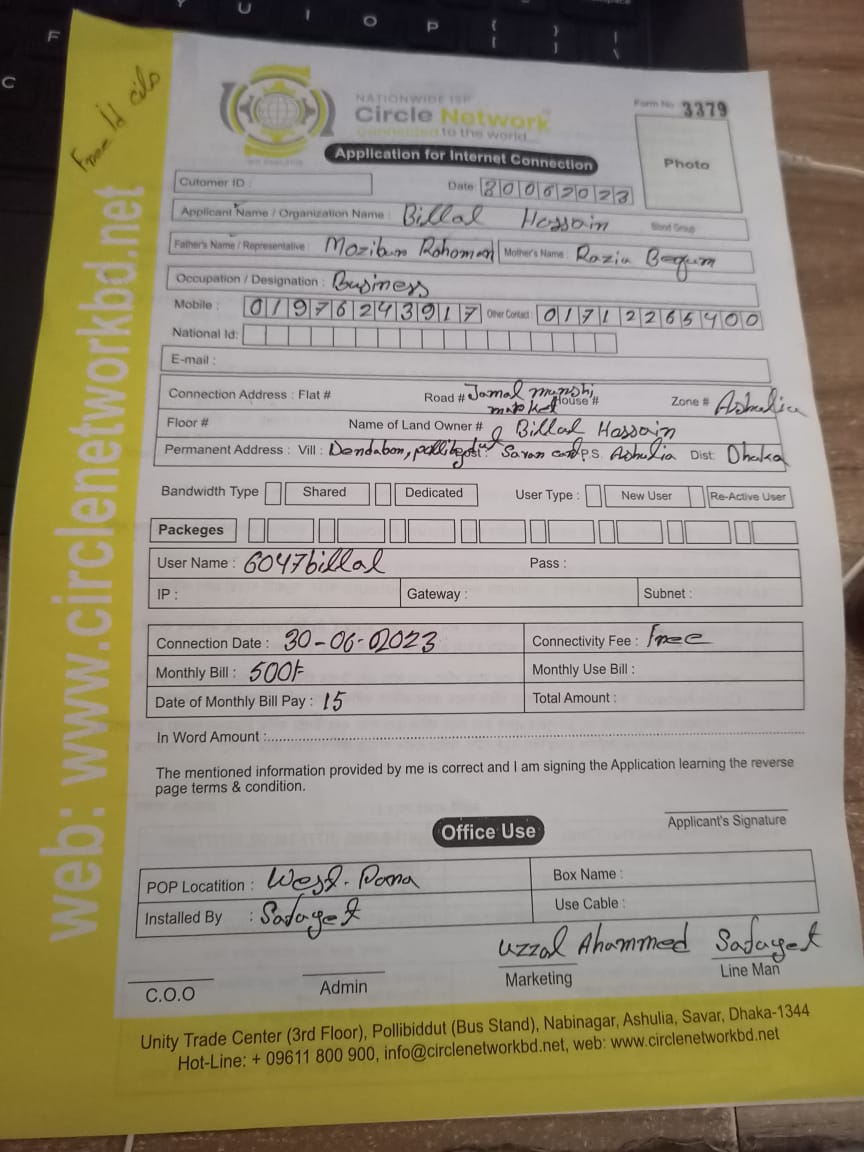 NATIONWIDE ISP
Circle Network
Connected to the world...
Form No 3379
Free Id
Application for Internet Connection
Photo
Cutomer ID :
Date 30062023
Applicant Name / Organization Name : Billal Hossain Blood Group
Father's Name / Representative : Mozibun Rohoman Mother's Name : Razia Begum
Occupation / Designation : Business
Mobile : 01976243917 Other Contact : 01712265400
National Id:
E-mail :
Connection Address : Flat # Road # Jamal munshi market House # Zone # Ashulia
Floor # Name of Land Owner # Billal Hossain
Permanent Address : Vill : Dendabon, Post : Savan P.S. Ashulia Dist: Dhaka
Bandwidth Type Shared Dedicated User Type : New User Re-Active User
Packeges
User Name : 6047billal Pass :
IP : Gateway : Subnet :
Connection Date : 30-06-2023 Connectivity Fee : Free
Monthly Bill : 500/- Monthly Use Bill :
Date of Monthly Bill Pay : 15 Total Amount :
In Word Amount :
The mentioned information provided by me is correct and I am signing the Application learning the reverse
page terms & condition.
Applicant's Signature
Office Use
POP Locatition : West-Pana Box Name :
Installed By : Safayet Use Cable :
Uzzal Ahammed Safayet
C.O.O Admin Marketing Line Man
Unity Trade Center (3rd Floor), Pollibiddut (Bus Stand), Nabinagar, Ashulia, Savar, Dhaka-1344
Hot-Line: + 09611 800 900, info@circlenetworkbd.net, web: www.circlenetworkbd.net
web: www.circlenetworkbd.net